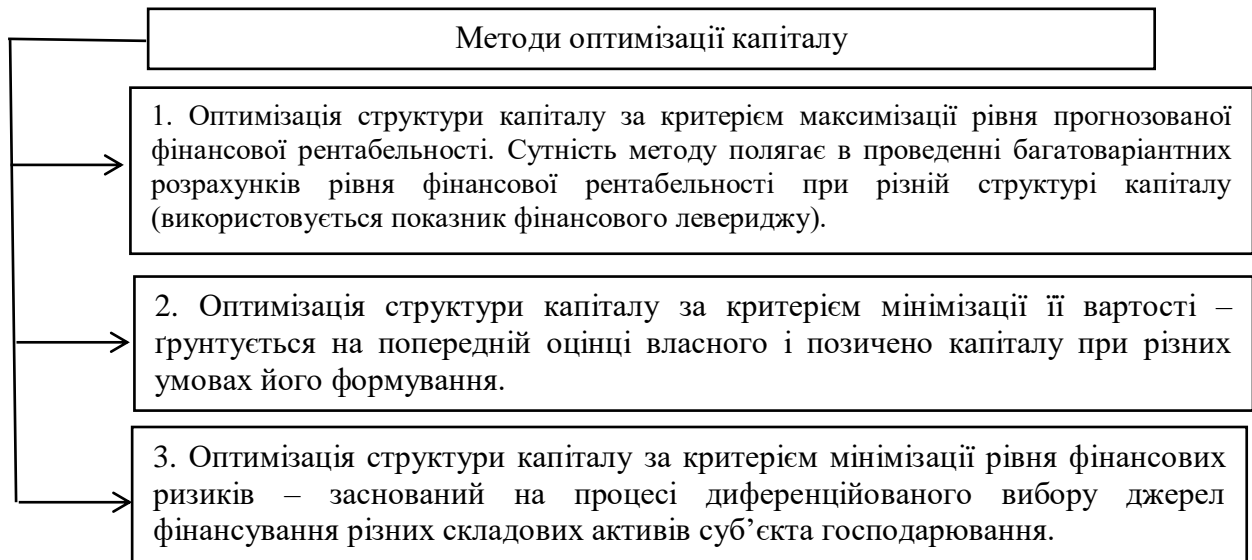 Методи оптимізації капіталу
1. Оптимізація структури капіталу за критерієм максимізації рівня прогнозованої
фінансової рентабельності. Сутність методу полягає в проведенні багатоваріантних
розрахунків рівня фінансової рентабельності при різній структурі капіталу
(використовується показник фінансового левериджу).
2. Оптимізація структури капіталу за критерієм мінімізації її вартості –
ґрунтується на попередній оцінці власного і позичено капіталу при різних
умовах його формування.
3. Оптимізація структури капіталу за критерієм мінімізації рівня фінансових
ризиків – заснований на процесі диференційованого вибору джерел
фінансування різних складових активів суб’єкта господарювання.